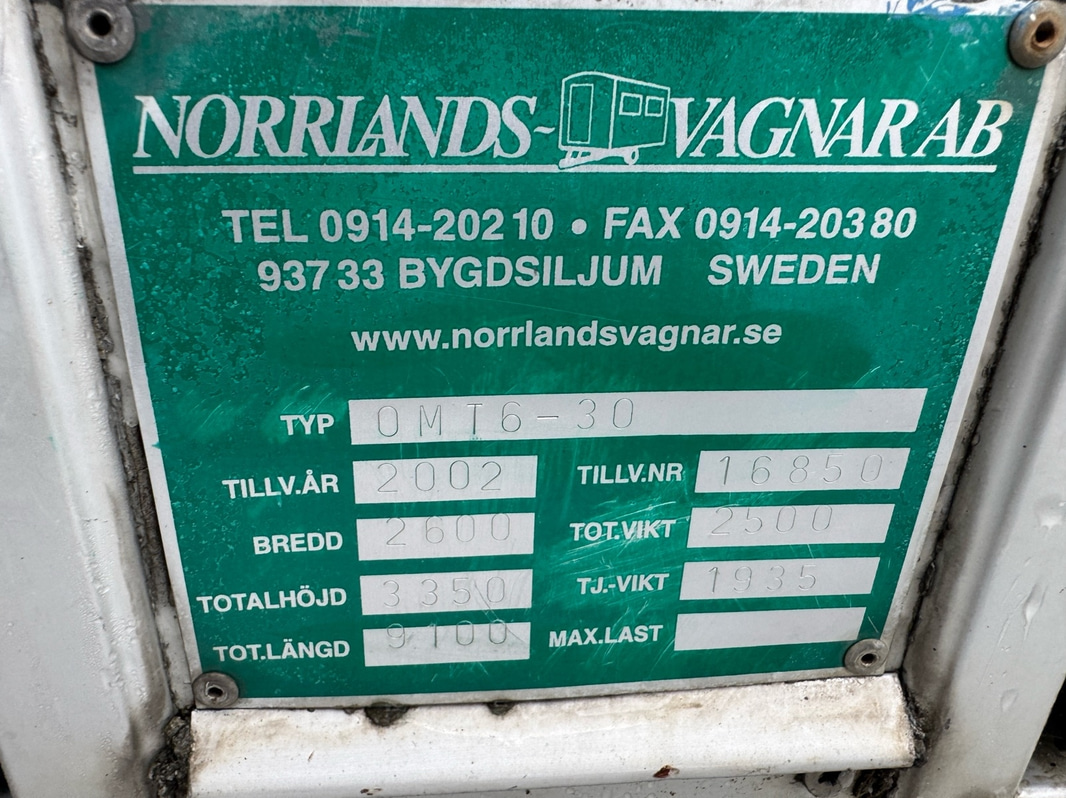 NORRLANDS-VAGNAR AB
TEL 0914-202 10 • FAX 0914-203 80
937 33 BYGDSILJUM SWEDEN
www.norrlandsvagnar.se
TYP OMT6-30
TILLV.ÅR 2002 TILLV.NR 16850
BREDD 2600 TOT.VIKT 2500
TOTALHÖJD 3350 TJ.-VIKT 1935
TOT.LÄNGD 9100 MAX.LAST